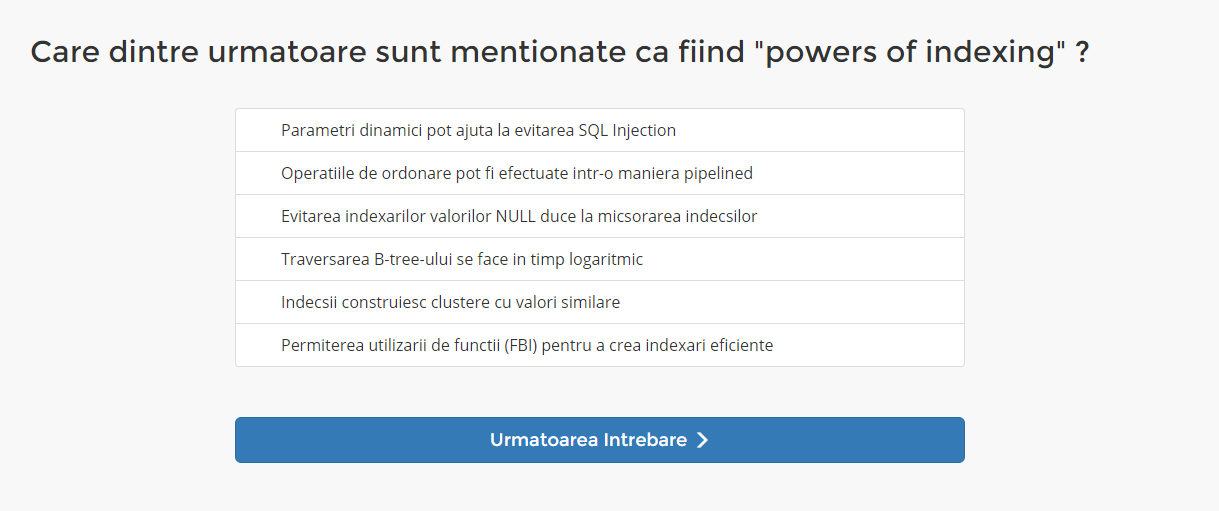 Care dintre urmatoare sunt mentionate ca fiind "powers of indexing" ?
Parametri dinamici pot ajuta la evitarea SQL Injection
Operatiile de ordonare pot fi efectuate intr-o maniera pipelined
Evitarea indexarilor valorilor NULL duce la micsorarea indecsilor
Traversarea B-tree-ului se face in timp logaritmic
Indecsii construiesc clustere cu valori similare
Permiterea utilizarii de functii (FBI) pentru a crea indexari eficiente
Urmatoarea Intrebare